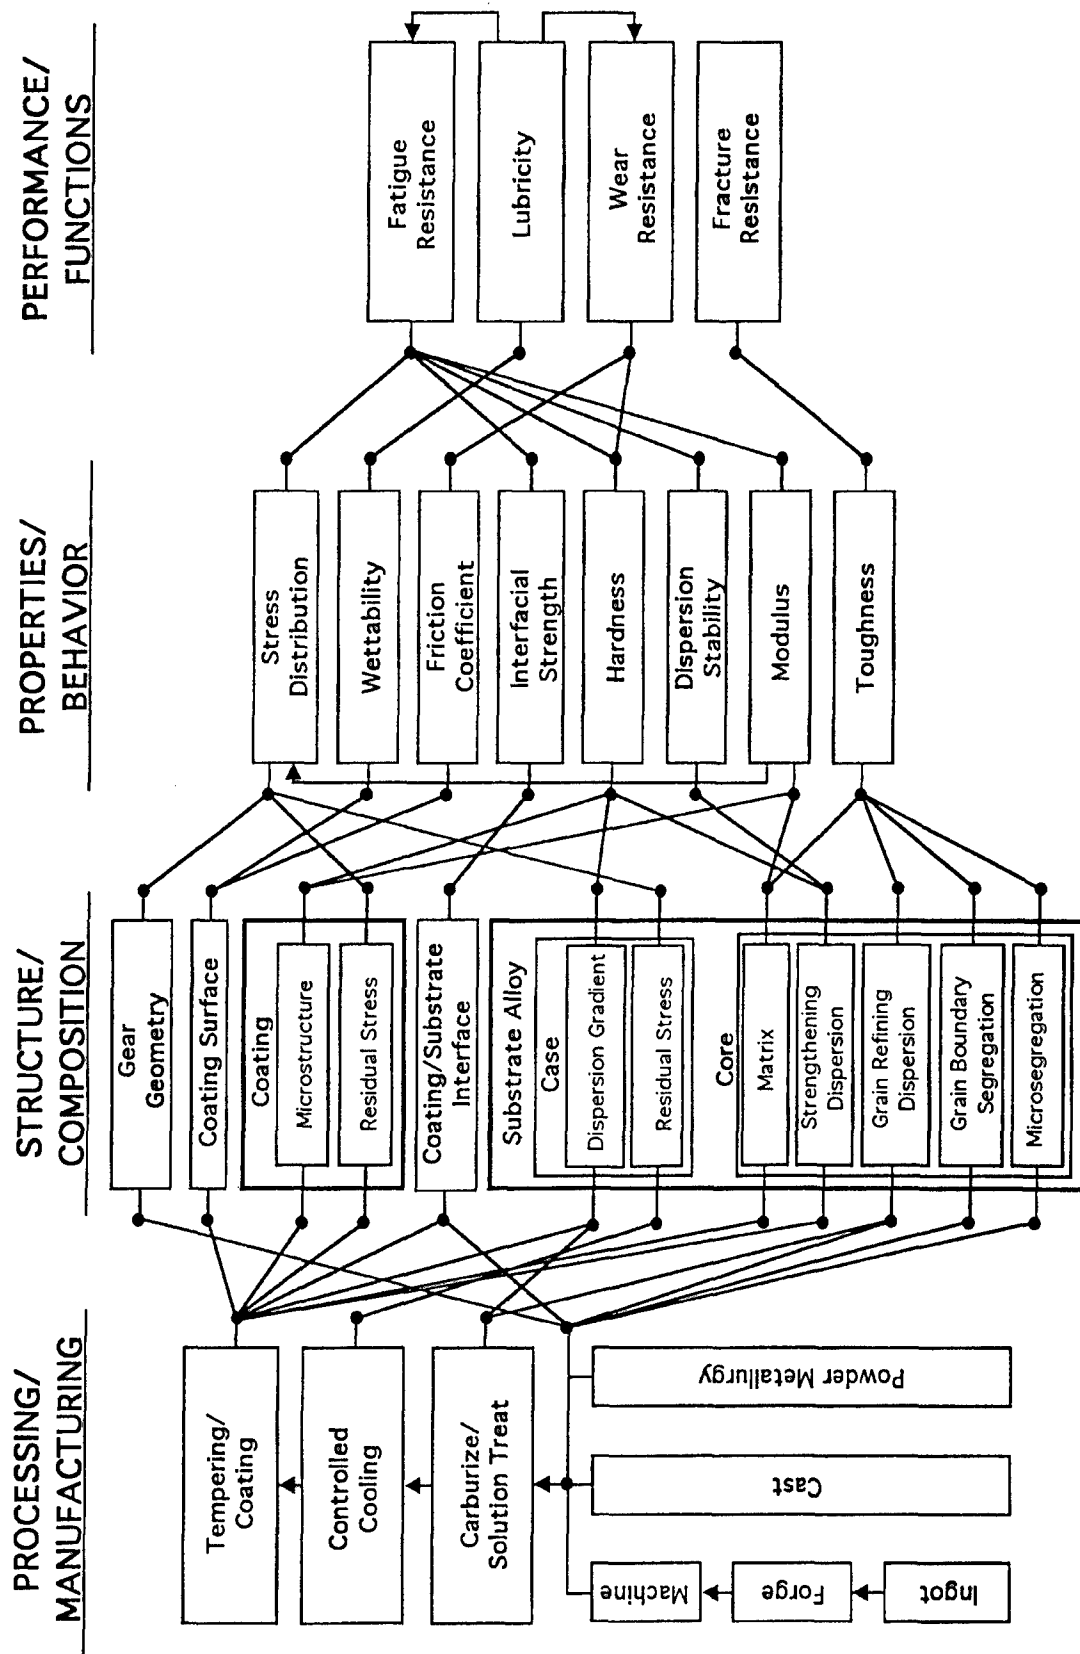 PROCESSING/
MANUFACTURING
Tempering/
Coating
Controlled
Cooling
Carburize/
Solution Treat
Machine
Forge
Ingot
Cast
Powder Metallurgy
STRUCTURE/
COMPOSITION
Gear
Geometry
Coating Surface
Coating
Microstructure
Residual Stress
Coating/Substrate
Interface
Substrate Alloy
Case
Dispersion Gradient
Residual Stress
Core
Matrix
Strengthening
Dispersion
Grain Refining
Dispersion
Grain Boundary
Segregation
Microsegregation
PROPERTIES/
BEHAVIOR
Stress
Distribution
Wettability
Friction
Coefficient
Interfacial
Strength
Hardness
Dispersion
Stability
Modulus
Toughness
PERFORMANCE/
FUNCTIONS
Fatigue
Resistance
Lubricity
Wear
Resistance
Fracture
Resistance